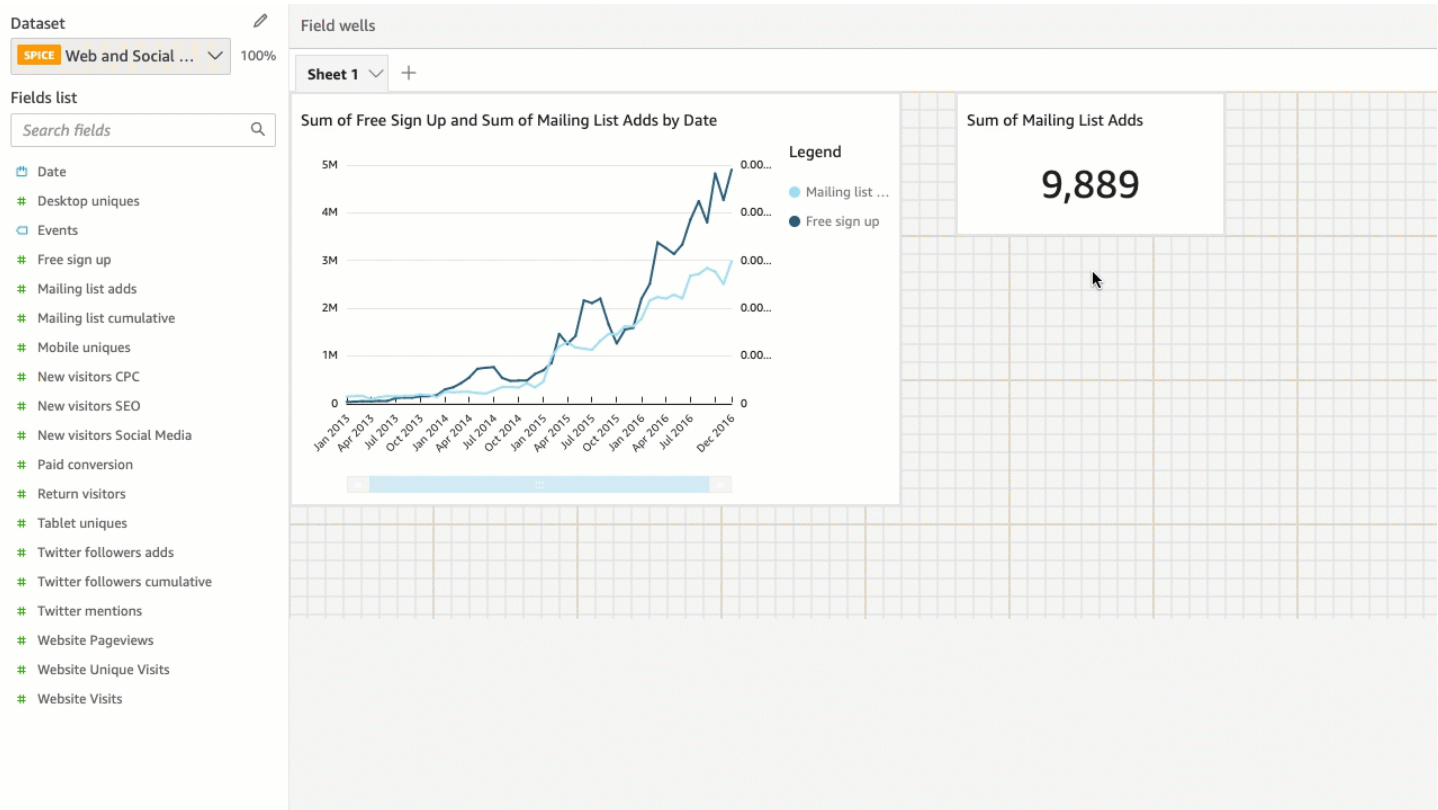 Dataset
SPICE Web and Social ... 100%
Fields list
Search fields
Date
Desktop uniques
Events
Free sign up
Mailing list adds
Mailing list cumulative
Mobile uniques
New visitors CPC
New visitors SEO
New visitors Social Media
Paid conversion
Return visitors
Tablet uniques
Twitter followers adds
Twitter followers cumulative
Twitter mentions
Website Pageviews
Website Unique Visits
Website Visits
Field wells
Sheet 1
Sum of Free Sign Up and Sum of Mailing List Adds by Date
5M 0.00...
4M 0.00...
3M 0.00...
2M 0.00...
1M 0.00...
0 0
Jan 2013 Apr 2013 Jul 2013 Oct 2013 Jan 2014 Apr 2014 Jul 2014 Oct 2014 Jan 2015 Apr 2015 Jul 2015 Oct 2015 Jan 2016 Apr 2016 Jul 2016 Dec 2016
Legend
Mailing list ...
Free sign up
Sum of Mailing List Adds
9,889